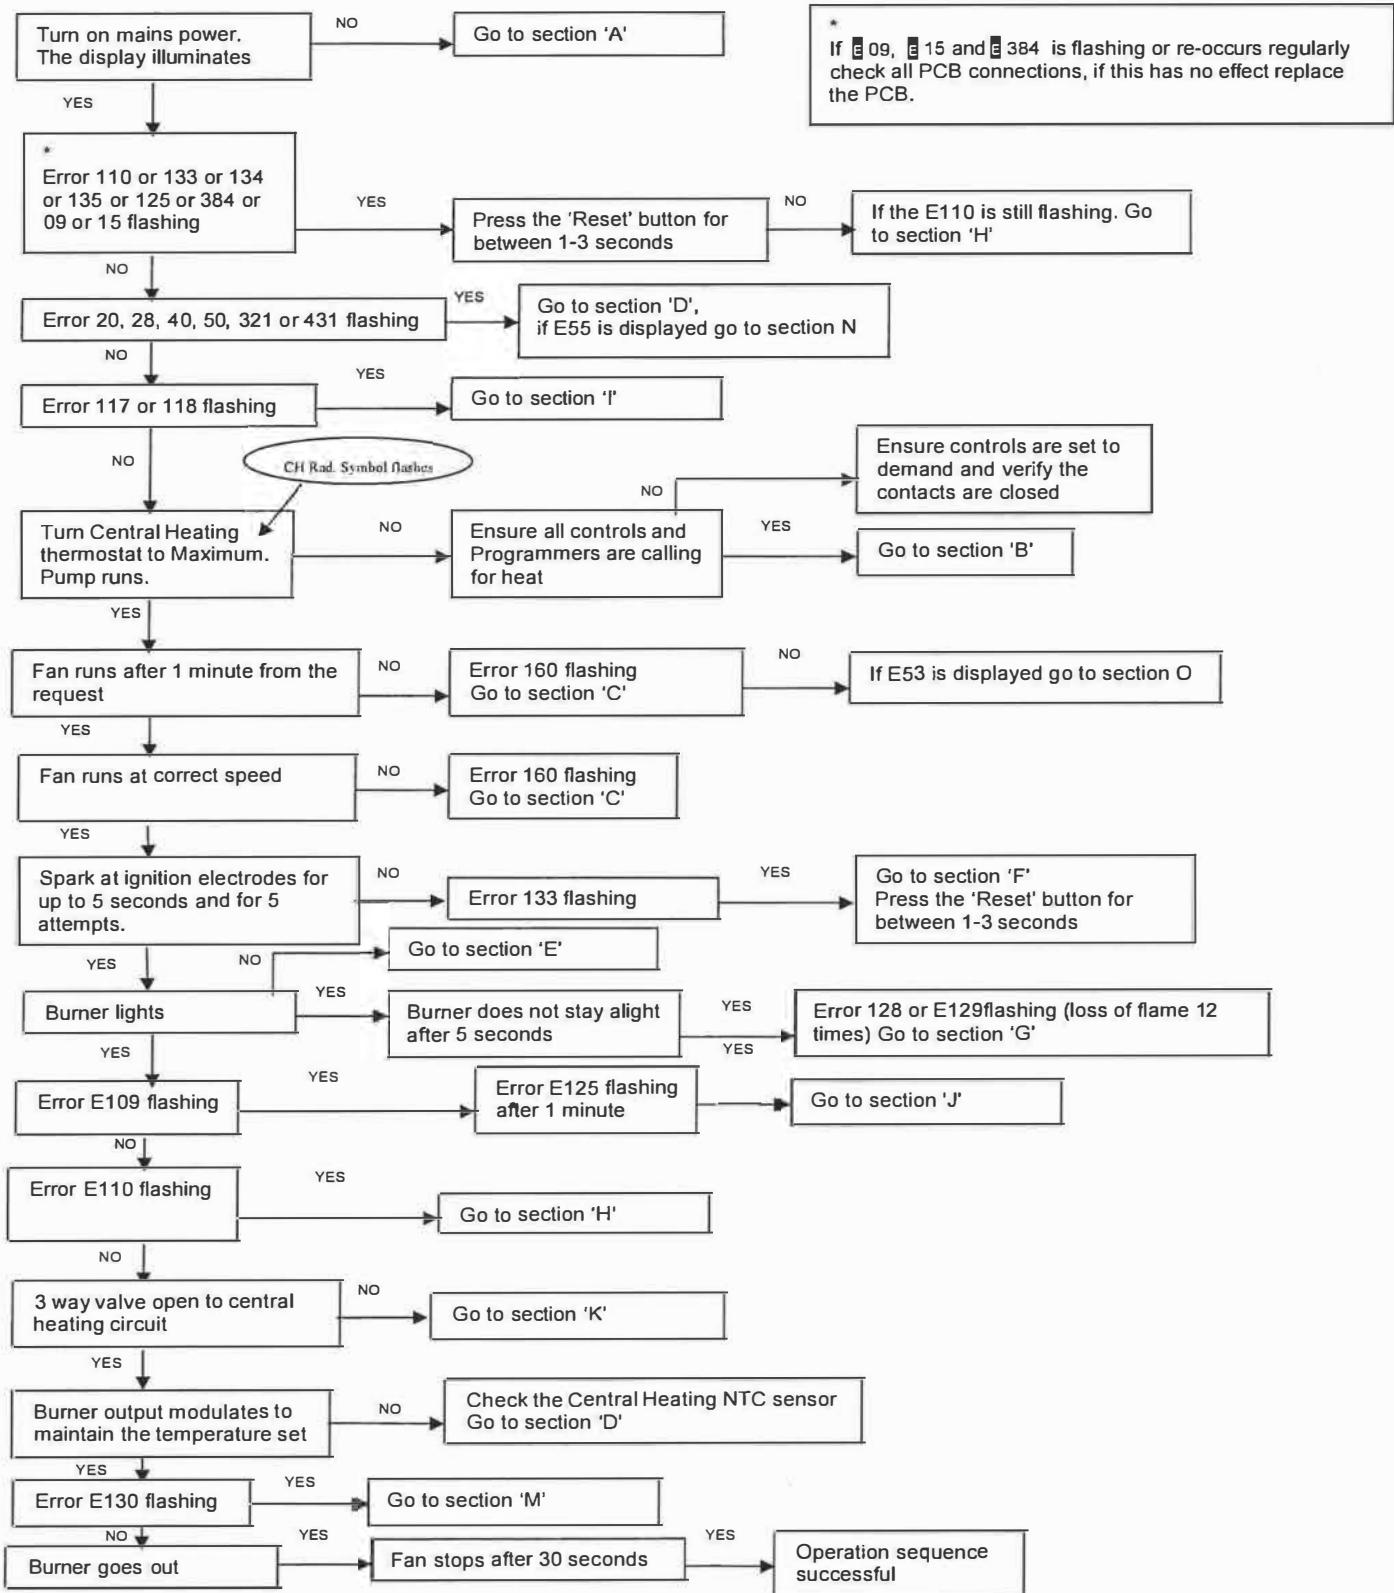 Turn on mains power.
The display illuminates
NO
Go to section 'A'
*
If E 09, E 15 and E 384 is flashing or re-occurs regularly
check all PCB connections, if this has no effect replace
the PCB.
YES
*
Error 110 or 133 or 134
or 135 or 125 or 384 or
09 or 15 flashing
YES
Press the 'Reset' button for
between 1-3 seconds
NO
If the E110 is still flashing. Go
to section 'H'
NO
Error 20, 28, 40, 50, 321 or 431 flashing
YES
Go to section 'D',
if E55 is displayed go to section N
NO
Error 117 or 118 flashing
YES
Go to section 'I'
NO
CH Rad. Symbol flashes
Turn Central Heating
thermostat to Maximum.
Pump runs.
NO
Ensure all controls and
Programmers are calling
for heat
NO
Ensure controls are set to
demand and verify the
contacts are closed
YES
Go to section 'B'
YES
Fan runs after 1 minute from the
request
NO
Error 160 flashing
Go to section 'C'
NO
If E53 is displayed go to section O
YES
Fan runs at correct speed
NO
Error 160 flashing
Go to section 'C'
YES
Spark at ignition electrodes for
up to 5 seconds and for 5
attempts.
NO
Error 133 flashing
YES
Go to section 'F'
Press the 'Reset' button for
between 1-3 seconds
YES
NO
Go to section 'E'
Burner lights
YES
Burner does not stay alight
after 5 seconds
YES
YES
Error 128 or E129flashing (loss of flame 12
times) Go to section 'G'
YES
Error E109 flashing
YES
Error E125 flashing
after 1 minute
Go to section 'J'
NO
Error E110 flashing
YES
Go to section 'H'
NO
3 way valve open to central
heating circuit
NO
Go to section 'K'
YES
Burner output modulates to
maintain the temperature set
NO
Check the Central Heating NTC sensor
Go to section 'D'
YES
Error E130 flashing
YES
Go to section 'M'
NO
Burner goes out
YES
Fan stops after 30 seconds
YES
Operation sequence
successful